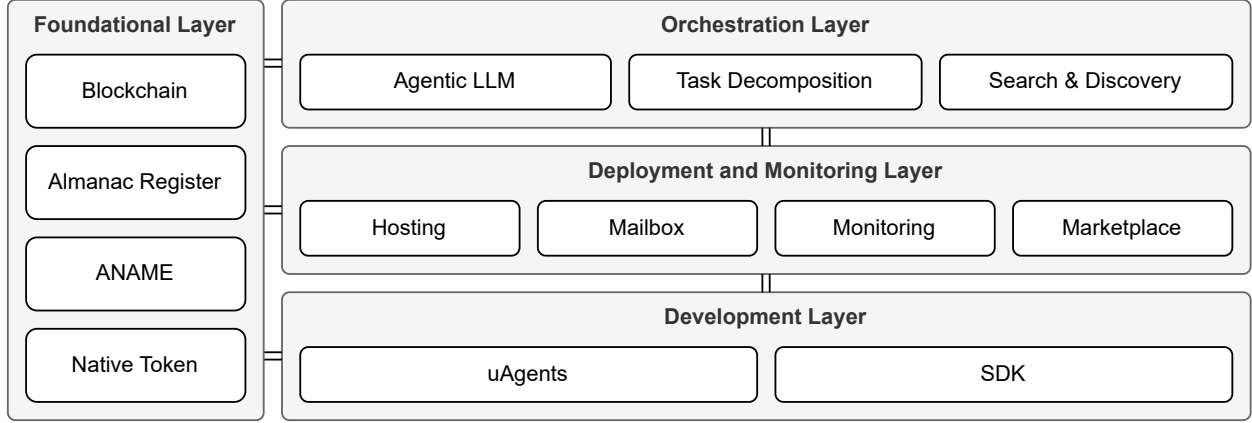 Foundational Layer
Blockchain
Almanac Register
ANAME
Native Token
Orchestration Layer
Agentic LLM
Task Decomposition
Search & Discovery
Deployment and Monitoring Layer
Hosting
Mailbox
Monitoring
Marketplace
Development Layer
uAgents
SDK